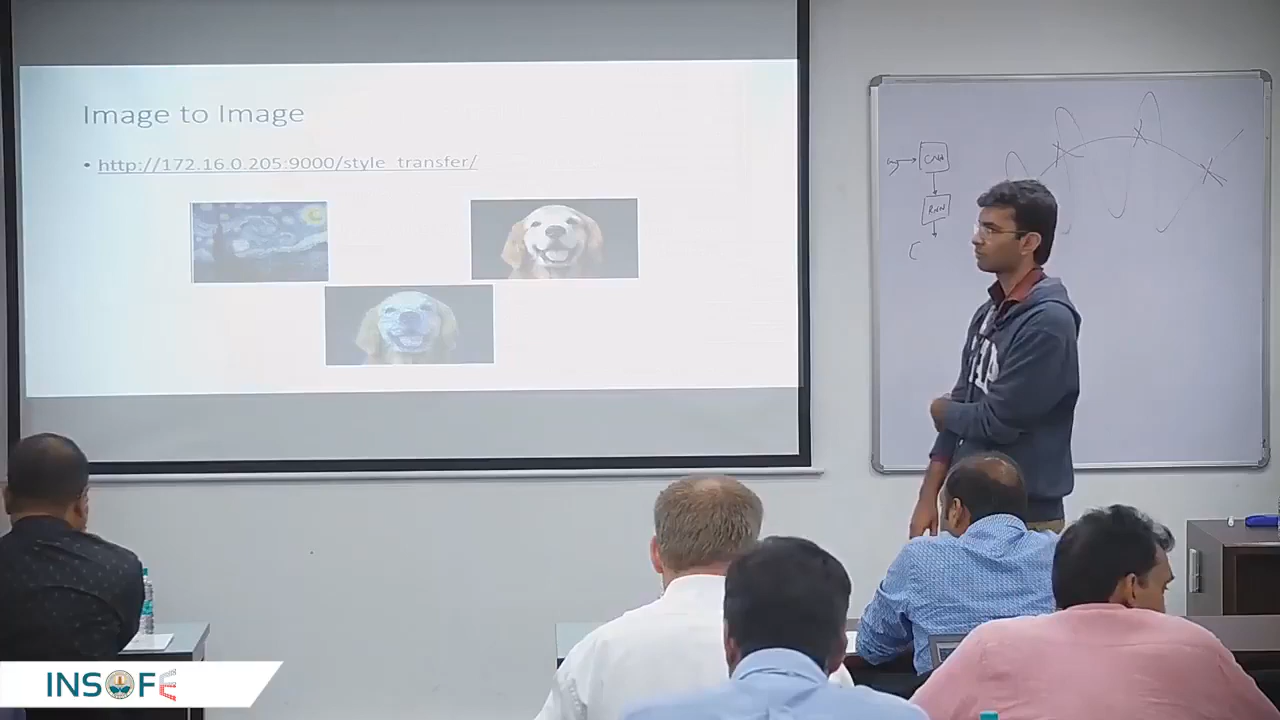 Image to Image
• http://172.16.0.205:9000/style_transfer/
CNN
RNN
C
INSOFE